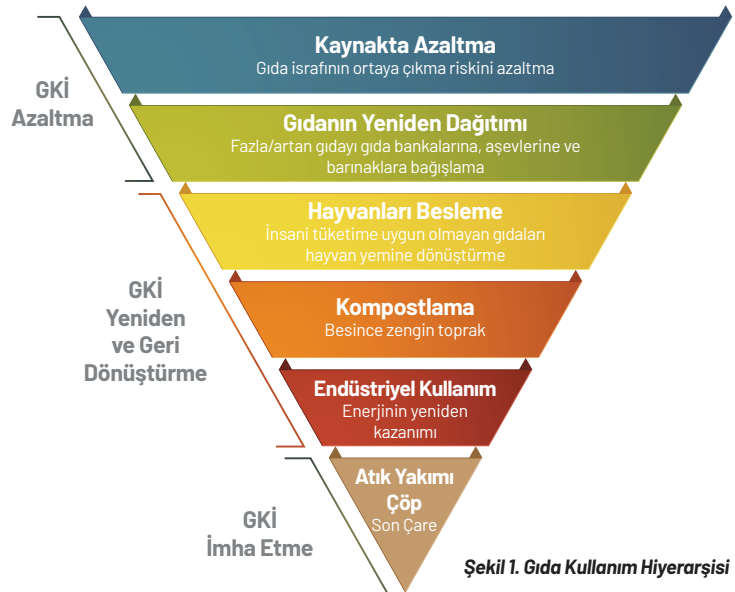 Kaynakta Azaltma
Gıda israfının ortaya çıkma riskini azaltma
GKİ
Azaltma
Gıdanın Yeniden Dağıtımı
Fazla/artan gıdayı gıda bankalarına, aşevlerine ve
barınaklara bağışlama
Hayvanları Besleme
İnsani tüketime uygun olmayan gıdaları
hayvan yemine dönüştürme
GKİ
Yeniden
ve Geri
Dönüştürme
Kompostlama
Besince zengin toprak
Endüstriyel Kullanım
Enerjinin yeniden
kazanımı
Atık Yakımı
Çöp
Son Çare
GKİ
İmha Etme
Şekil 1. Gıda Kullanım Hiyerarşisi